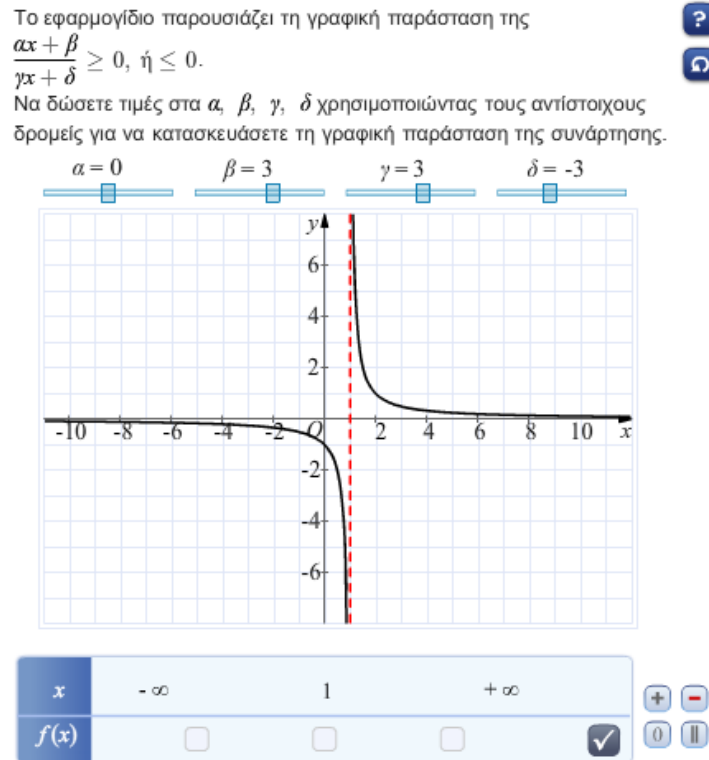 Το εφαρμογίδιο παρουσιάζει τη γραφική παράσταση της
αx + β / γx + δ ≥ 0, ή ≤ 0.
Να δώσετε τιμές στα α, β, γ, δ χρησιμοποιώντας τους αντίστοιχους
δρομείς για να κατασκευάσετε τη γραφική παράσταση της συνάρτησης.
α = 0 β = 3 γ = 3 δ = -3
y
6
4
2
-10 -8 -6 -4 -2 O 2 4 6 8 10 x
-2
-4
-6
x - ∞ 1 + ∞
f(x)
?
+ −
0 ||